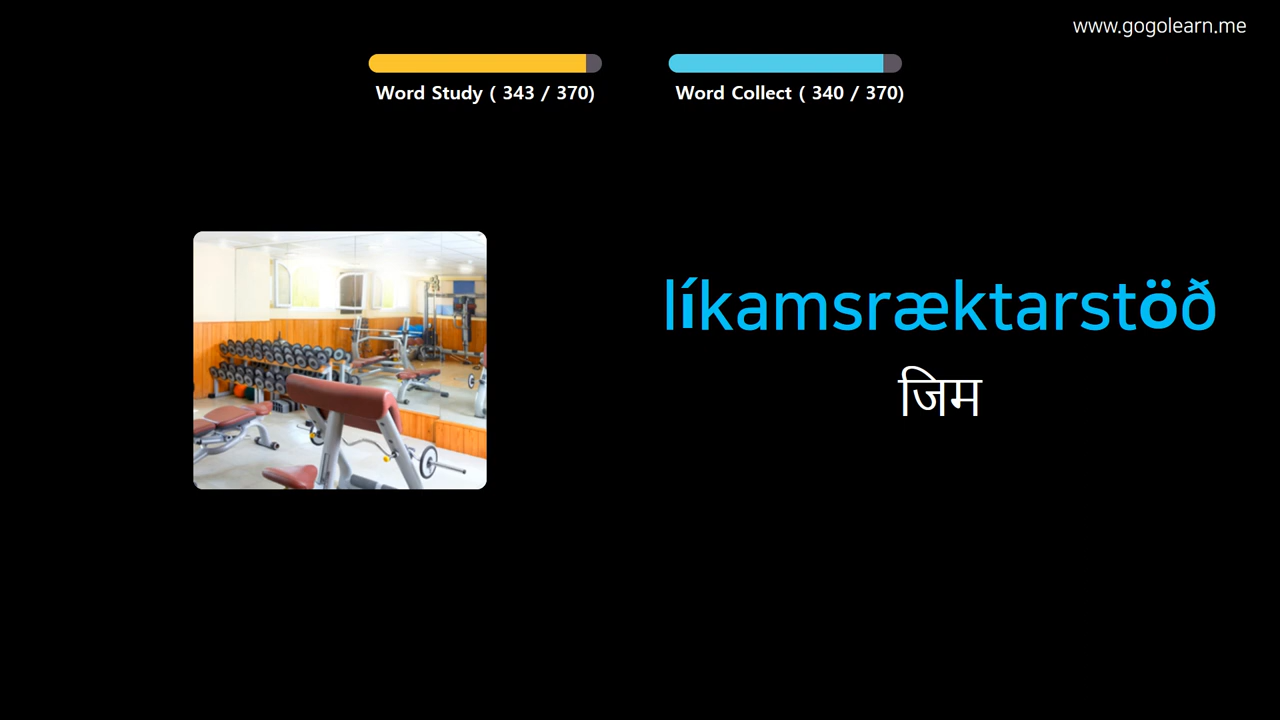 www.gogolearn.me
Word Study ( 343 / 370)
Word Collect ( 340 / 370)
líkamsræktarstöð
जिम